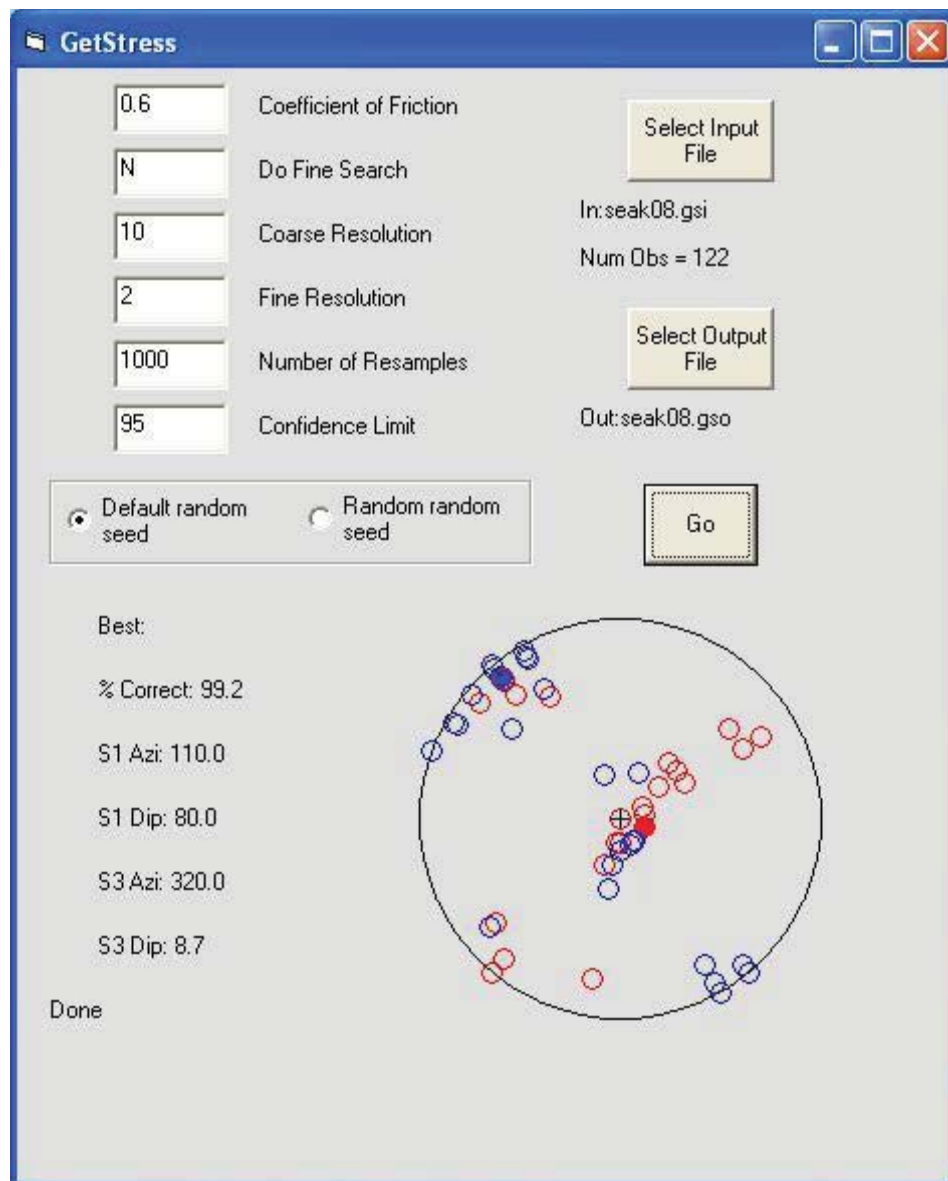 GetStress
0.6
Coefficient of Friction
N
Do Fine Search
10
Coarse Resolution
2
Fine Resolution
1000
Number of Resamples
95
Confidence Limit
Select Input
File
In:seak08.gsi
Num Obs = 122
Select Output
File
Out:seak08.gso
Default random
seed
Random random
seed
Go
Best:
% Correct: 99.2
S1 Azi: 110.0
S1 Dip: 80.0
S3 Azi: 320.0
S3 Dip: 8.7
Done